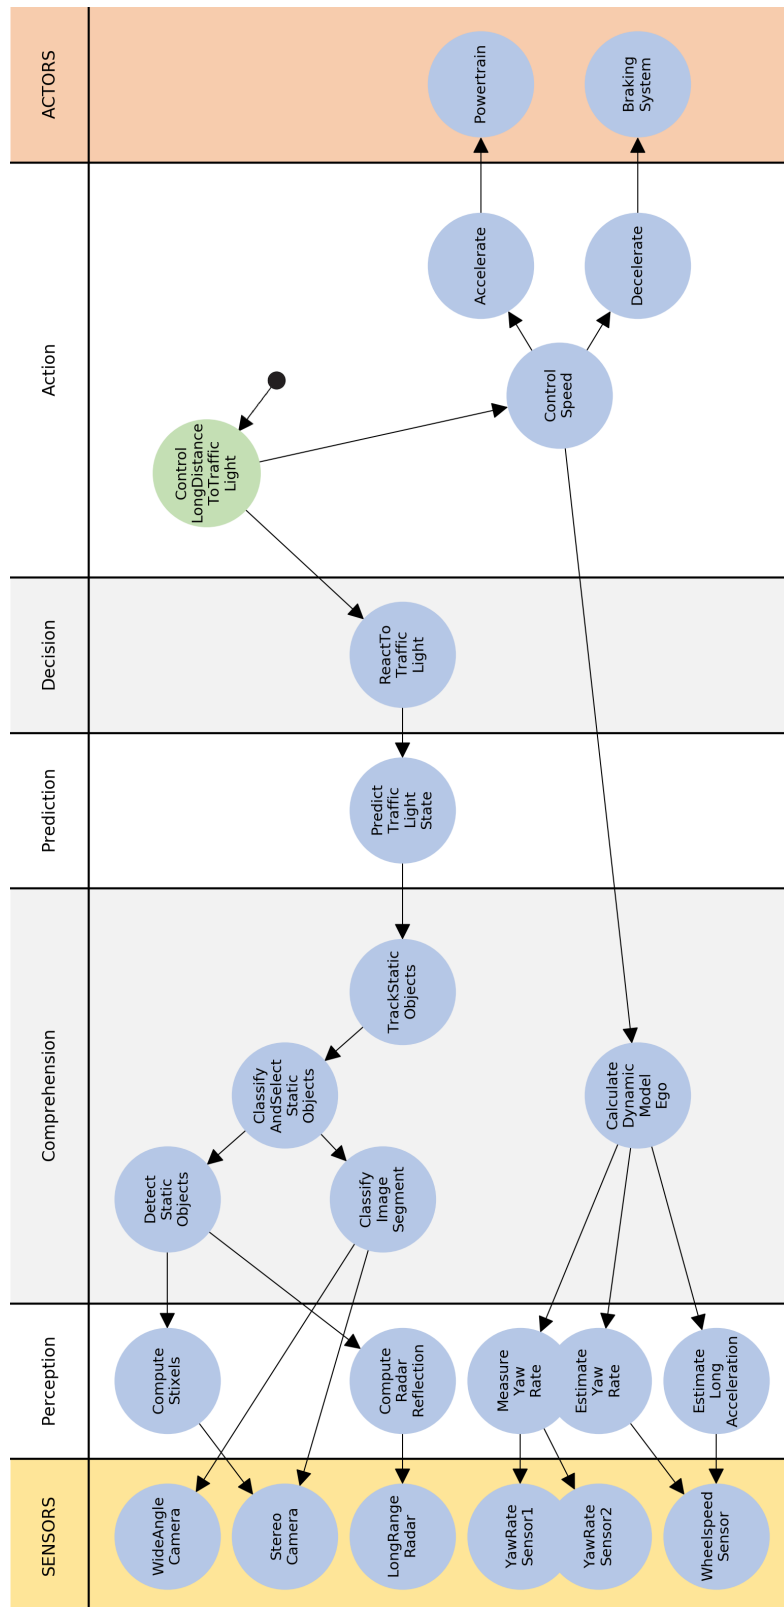 SENSORS
Perception
Comprehension
Prediction
Decision
Action
ACTORS
WideAngle
Camera
Compute
Stixels
Detect
Static
Objects
Control
LongDistance
ToTraffic
Light
Stereo
Camera
Classify
AndSelect
Static
Objects
LongRange
Radar
Compute
Radar
Reflection
Classify
Image
Segment
TrackStatic
Objects
Predict
Traffic
Light
State
ReactTo
Traffic
Light
YawRate
Sensor1
Measure
Yaw
Rate
Accelerate
Powertrain
YawRate
Sensor2
Estimate
Yaw
Rate
Control
Speed
Calculate
Dynamic
Model
Ego
Decelerate
Braking
System
Wheelspeed
Sensor
Estimate
Long
Acceleration